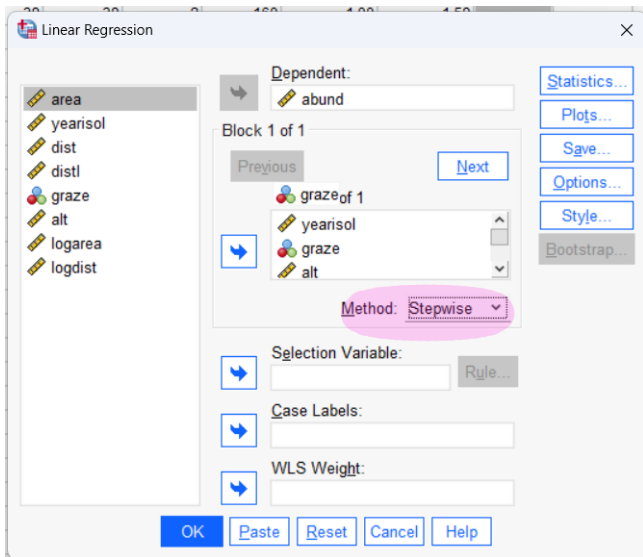 Linear Regression
area
yearisol
dist
distl
graze
alt
logarea
logdist
Dependent:
abund
Block 1 of 1
Previous
Next
graze of 1
yearisol
graze
alt
Method: Stepwise
Selection Variable:
Rule...
Case Labels:
WLS Weight:
Statistics...
Plots...
Save...
Options...
Style...
Bootstrap...
OK
Paste
Reset
Cancel
Help